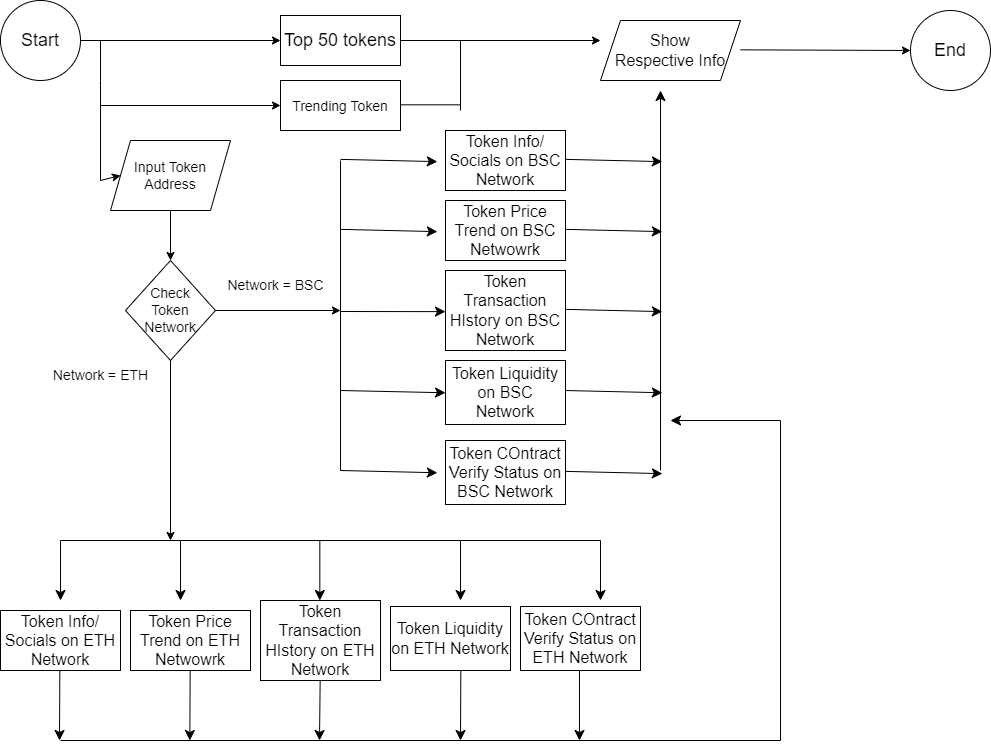 Start
Top 50 tokens
Show
Respective Info
End
Trending Token
Input Token
Address
Token Info/
Socials on BSC
Network
Token Price
Trend on BSC
Netwowrk
Network = BSC
Check
Token
Network
Token
Transaction
HIstory on BSC
Network
Network = ETH
Token Liquidity
on BSC
Network
Token COntract
Verify Status on
BSC Network
Token Info/
Socials on ETH
Network
Token Price
Trend on ETH
Netwowrk
Token
Transaction
HIstory on ETH
Network
Token Liquidity
on ETH Network
Token COntract
Verify Status on
ETH Network